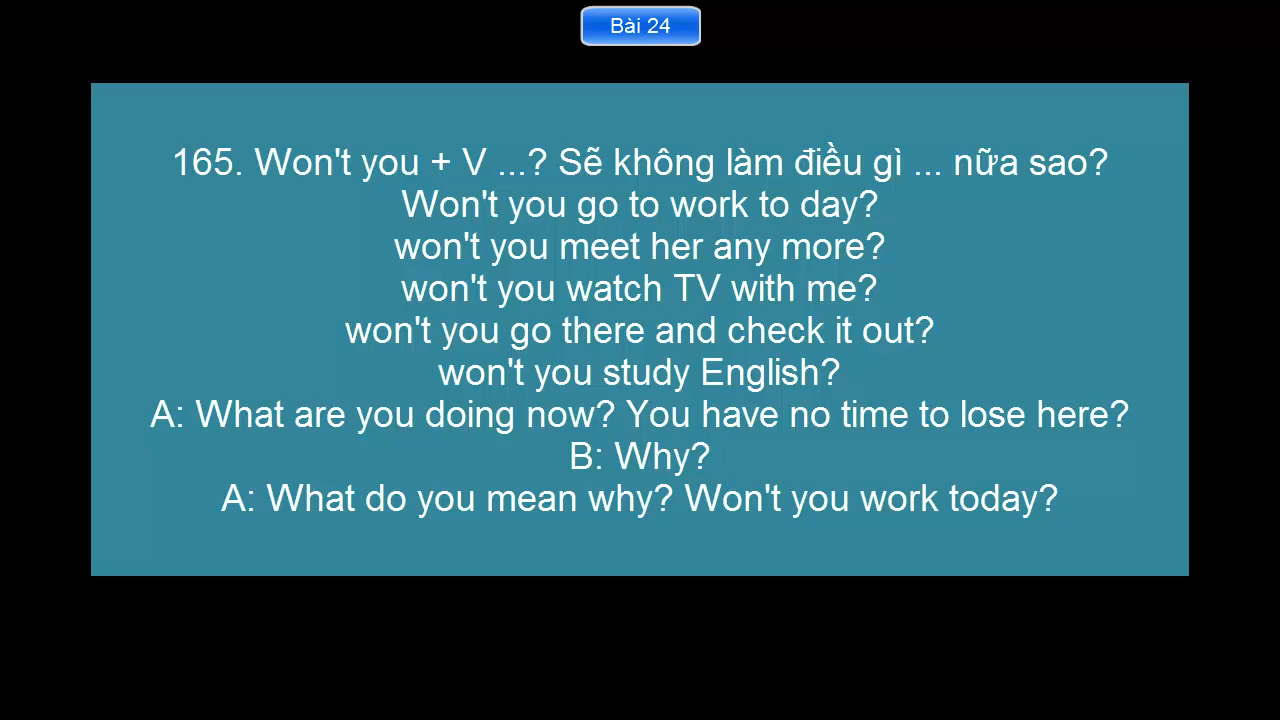 Bài 24
165. Won't you + V ...? Sẽ không làm điều gì ... nữa sao?
Won't you go to work to day?
won't you meet her any more?
won't you watch TV with me?
won't you go there and check it out?
won't you study English?
A: What are you doing now? You have no time to lose here?
B: Why?
A: What do you mean why? Won't you work today?